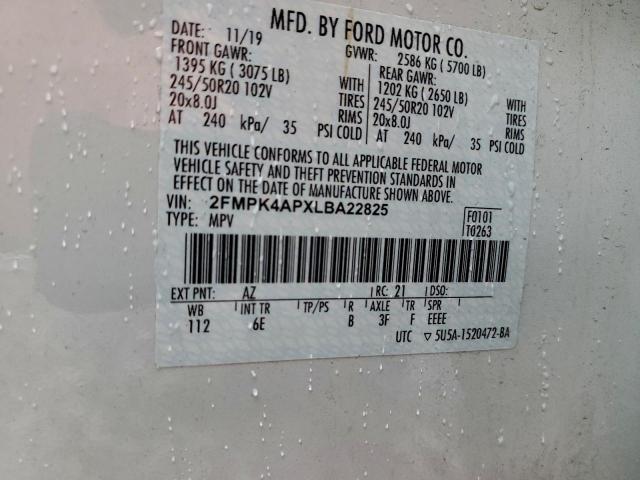 MFD. BY FORD MOTOR CO.
DATE: 11/19 GVWR: 2586 KG ( 5700 LB)
FRONT GAWR: REAR GAWR:
1395 KG ( 3075 LB) WITH 1202 KG ( 2650 LB) WITH
245/50R20 102V TIRES 245/50R20 102V TIRES
20x8.0J RIMS 20x8.0J RIMS
AT 240 kPa/ 35 PSI COLD AT 240 kPa/ 35 PSI COLD
THIS VEHICLE CONFORMS TO ALL APPLICABLE FEDERAL MOTOR
VEHICLE SAFETY AND THEFT PREVENTION STANDARDS IN
EFFECT ON THE DATE OF MANUFACTURE SHOWN ABOVE.
VIN: 2FMPK4APXLBA22825 F0101
TYPE: MPV T0263
EXT PNT: AZ RC: 21 DSO:
WB INT TR TP/PS R AXLE TR SPR
112 6E B 3F F EEEE
UTC ▽ 5U5A-1520472-BA